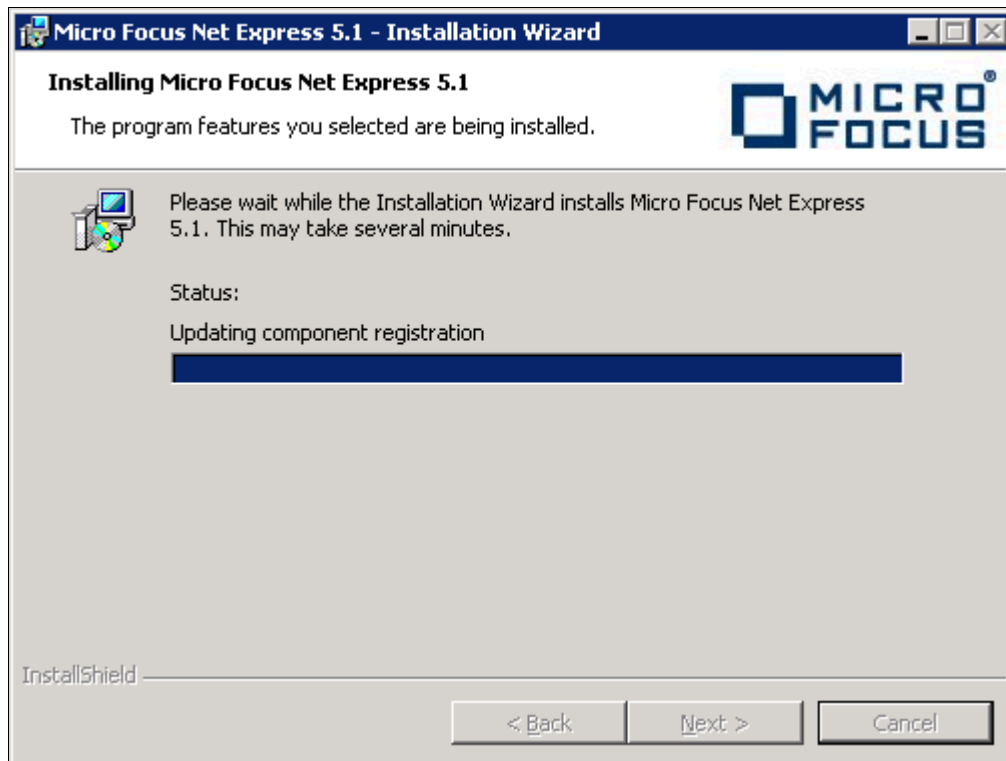 Micro Focus Net Express 5.1 - Installation Wizard
Installing Micro Focus Net Express 5.1
The program features you selected are being installed.
MICRO
FOCUS
®
Please wait while the Installation Wizard installs Micro Focus Net Express
5.1. This may take several minutes.
Status:
Updating component registration
InstallShield
< Back
Next >
Cancel